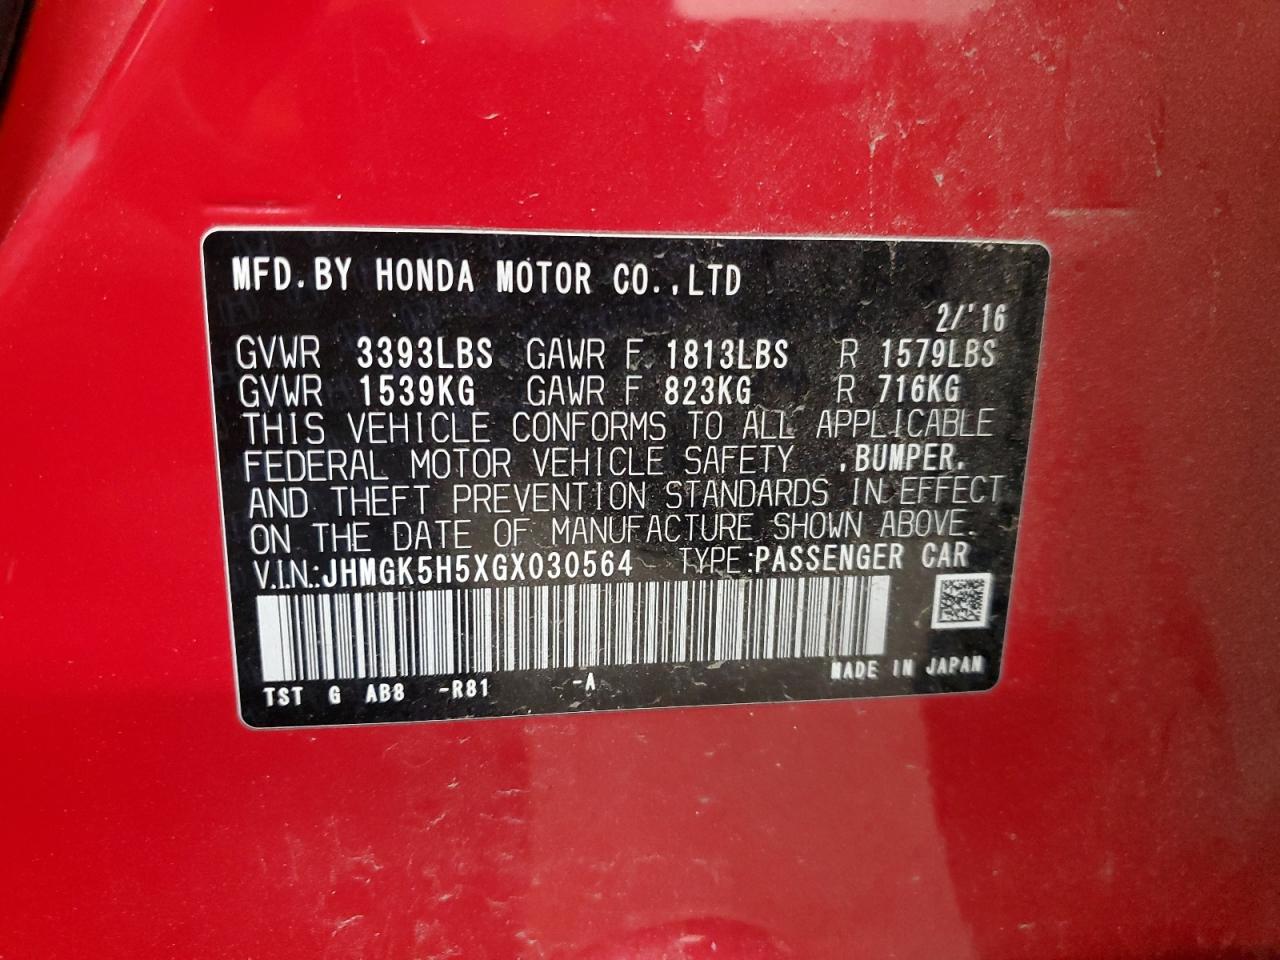 MFD.BY HONDA MOTOR CO.,LTD
2/'16
GVWR 3393LBS GAWR F 1813LBS R 1579LBS
GVWR 1539KG GAWR F 823KG R 716KG
THIS VEHICLE CONFORMS TO ALL APPLICABLE
FEDERAL MOTOR VEHICLE SAFETY ,BUMPER,
AND THEFT PREVENTION STANDARDS IN EFFECT
ON THE DATE OF MANUFACTURE SHOWN ABOVE.
V.I.N.:JHMGK5H5XGX030564 TYPE:PASSENGER CAR
MADE IN JAPAN
TST G AB8 -R81 -A